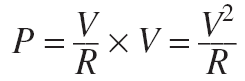 P = V/R × V = V²/R